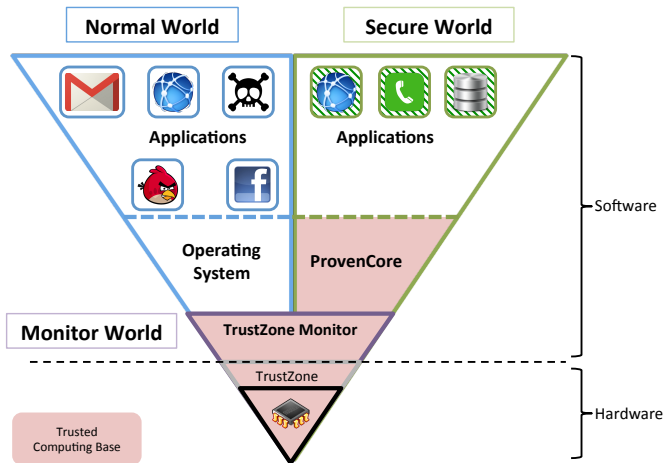 Normal World
Secure World
Applications
Applications
Operating
System
ProvenCore
Software
Monitor World
TrustZone Monitor
TrustZone
Hardware
Trusted
Computing Base